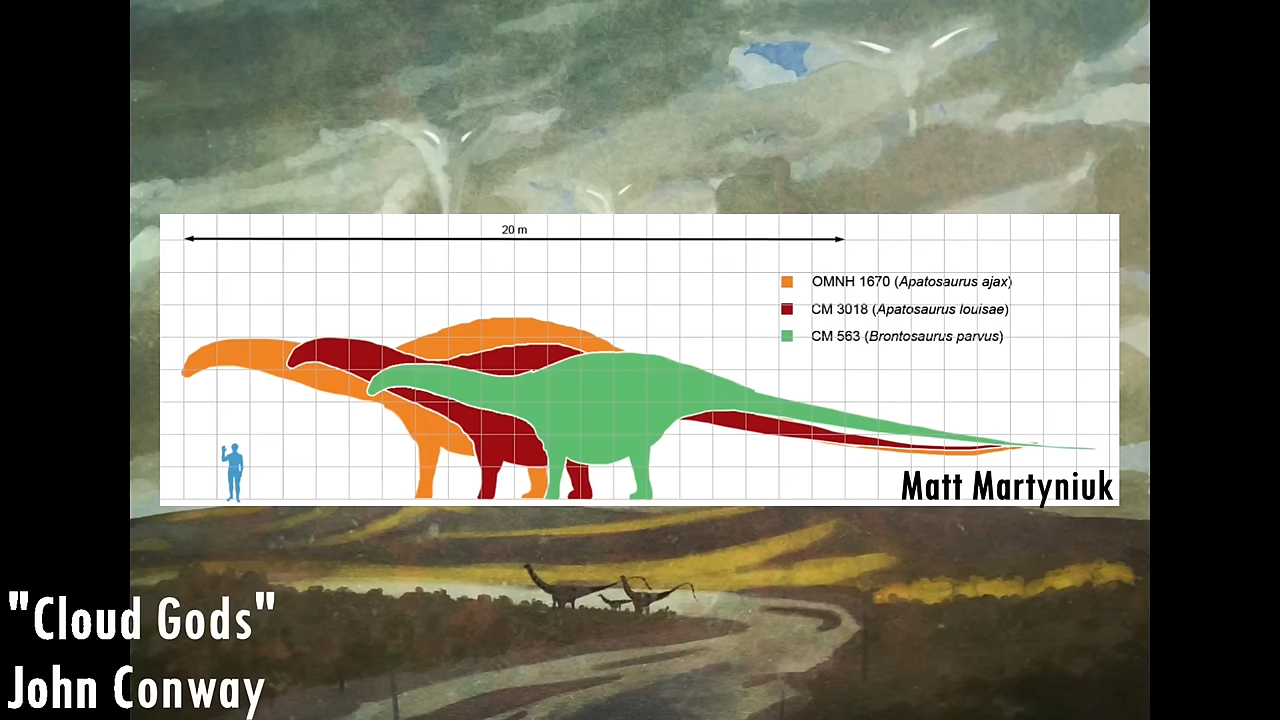 20 m
OMNH 1670 (Apatosaurus ajax)
CM 3018 (Apatosaurus louisae)
CM 563 (Brontosaurus parvus)
Matt Martyniuk
"Cloud Gods"
John Conway